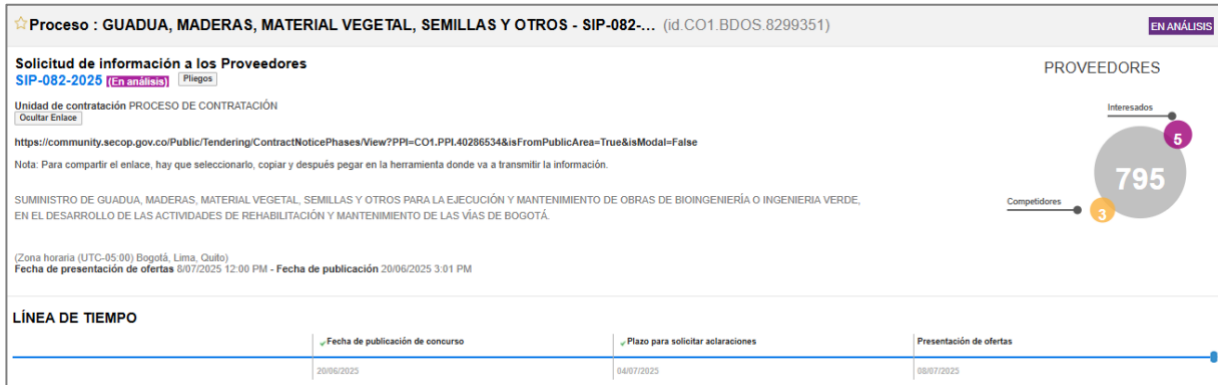 Proceso : GUADUA, MADERAS, MATERIAL VEGETAL, SEMILLAS Y OTROS - SIP-082-... (id.CO1.BDOS.8299351)
EN ANÁLISIS
Solicitud de información a los Proveedores
SIP-082-2025 (En análisis) Pliegos
Unidad de contratación PROCESO DE CONTRATACIÓN
Ocultar Enlace
https://community.secop.gov.co/Public/Tendering/ContractNoticePhases/View?PPI=CO1.PPI.40286534&isFromPublicArea=True&isModal=False
Nota: Para compartir el enlace, hay que seleccionarlo, copiar y después pegar en la herramienta donde va a transmitir la información.
SUMINISTRO DE GUADUA, MADERAS, MATERIAL VEGETAL, SEMILLAS Y OTROS PARA LA EJECUCIÓN Y MANTENIMIENTO DE OBRAS DE BIOINGENIERÍA O INGENIERIA VERDE,
EN EL DESARROLLO DE LAS ACTIVIDADES DE REHABILITACIÓN Y MANTENIMIENTO DE LAS VÍAS DE BOGOTÁ.
(Zona horaria (UTC-05:00) Bogotá, Lima, Quito)
Fecha de presentación de ofertas 8/07/2025 12:00 PM - Fecha de publicación 20/06/2025 3:01 PM
PROVEEDORES
Interesados
5
795
Competidores
3
LÍNEA DE TIEMPO
Fecha de publicación de concurso
Plazo para solicitar aclaraciones
Presentación de ofertas
20/06/2025
04/07/2025
08/07/2025